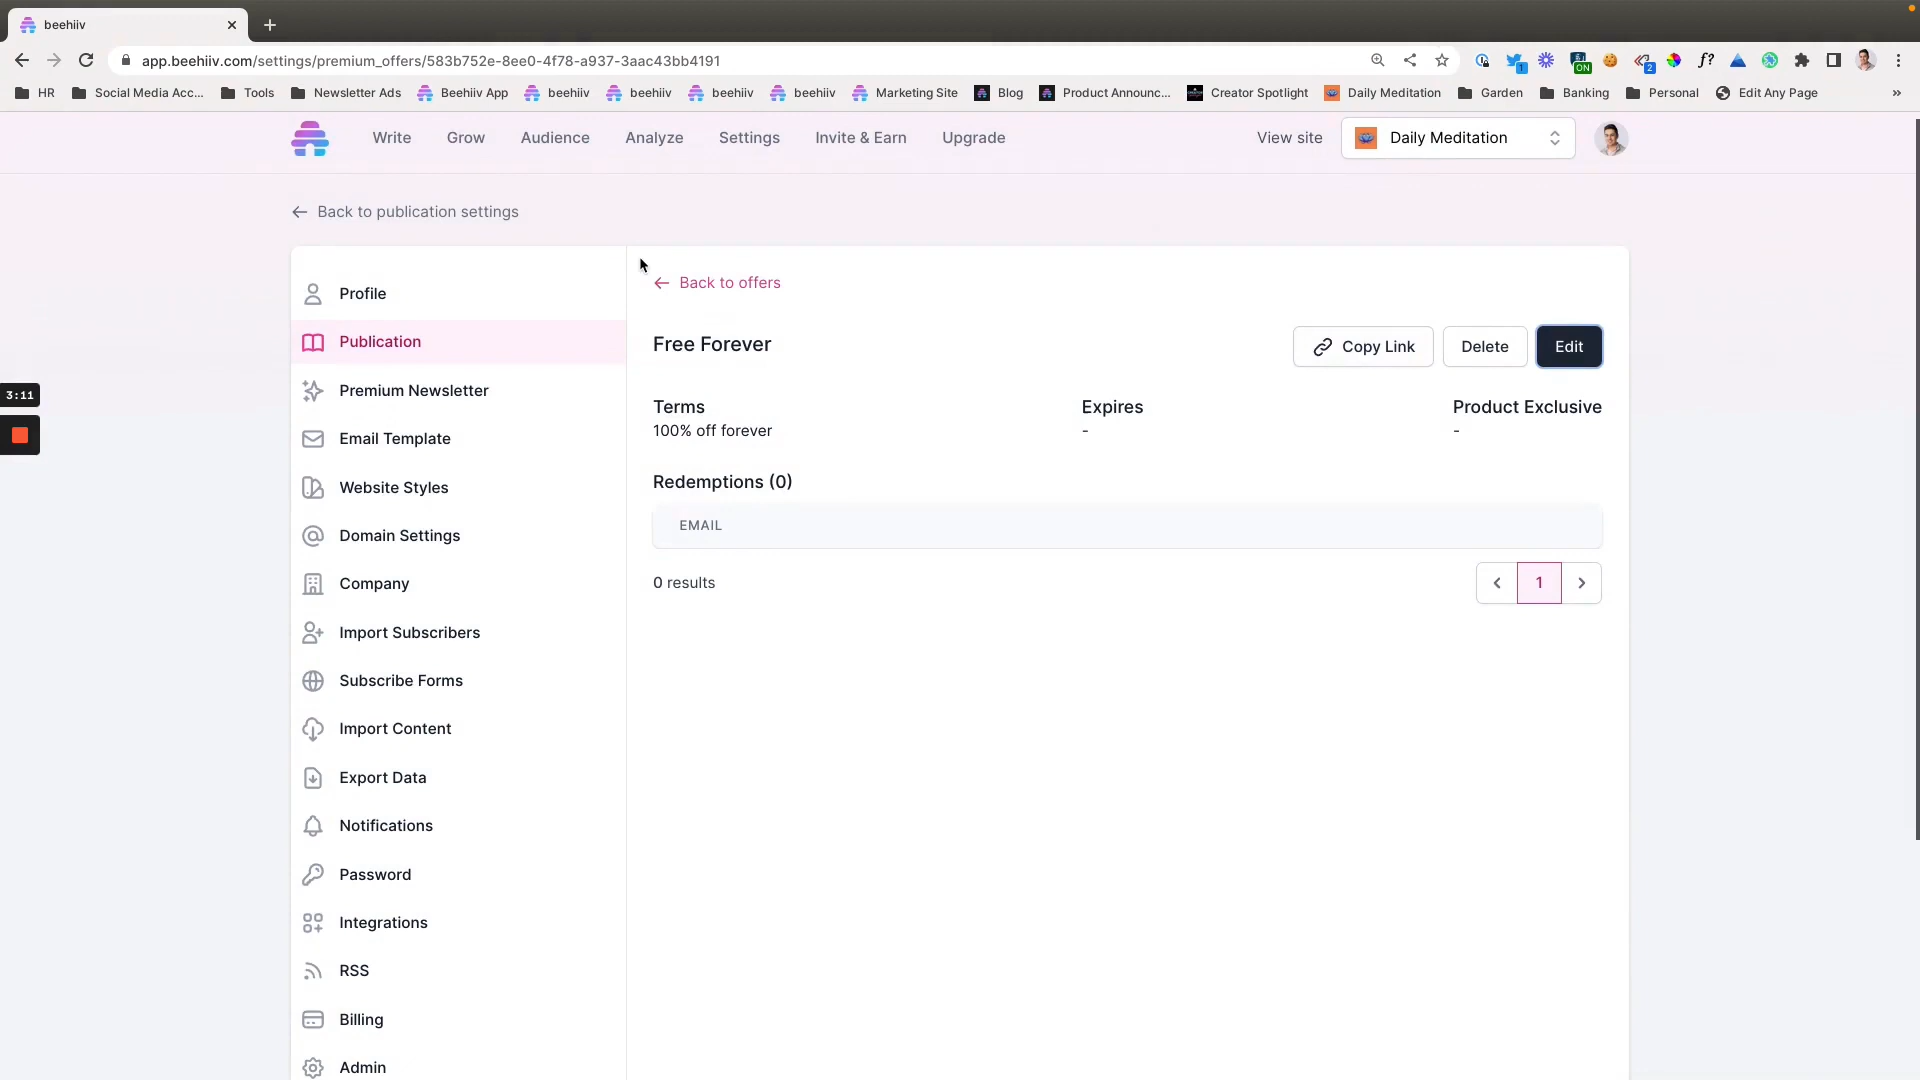 beehiiv
app.beehiiv.com/settings/premium_offers/583b752e-8ee0-4f78-a937-3aac43bb4191
1
ON
2
f?
HR
Social Media Acc...
Tools
Newsletter Ads
Beehiiv App
beehiiv
beehiiv
beehiiv
beehiiv
Marketing Site
Blog
Product Announc...
Creator Spotlight
Daily Meditation
Garden
Banking
Personal
Edit Any Page
Write
Grow
Audience
Analyze
Settings
Invite & Earn
Upgrade
View site
Daily Meditation
Back to publication settings
Profile
Publication
Premium Newsletter
Email Template
Website Styles
Domain Settings
Company
Import Subscribers
Subscribe Forms
Import Content
Export Data
Notifications
Password
Integrations
RSS
Billing
Admin
3:11
Back to offers
Free Forever
Copy Link
Delete
Edit
Terms
100% off forever
Expires
-
Product Exclusive
-
Redemptions (0)
EMAIL
0 results
1